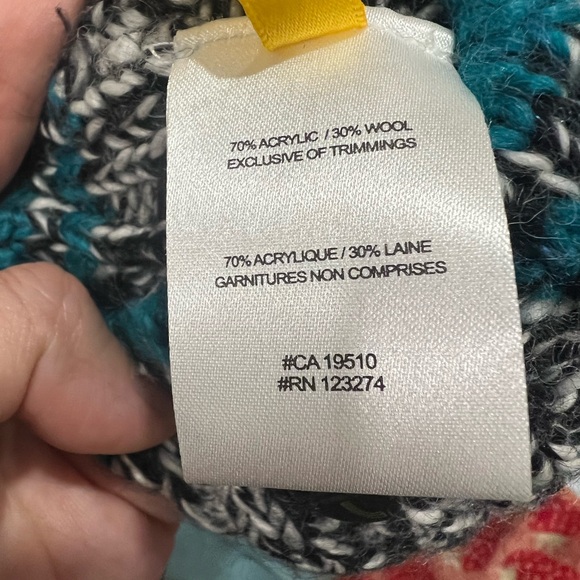 70% ACRYLIC / 30% WOOL
EXCLUSIVE OF TRIMMINGS
70% ACRYLIQUE / 30% LAINE
GARNITURES NON COMPRISES
#CA 19510
#RN 123274